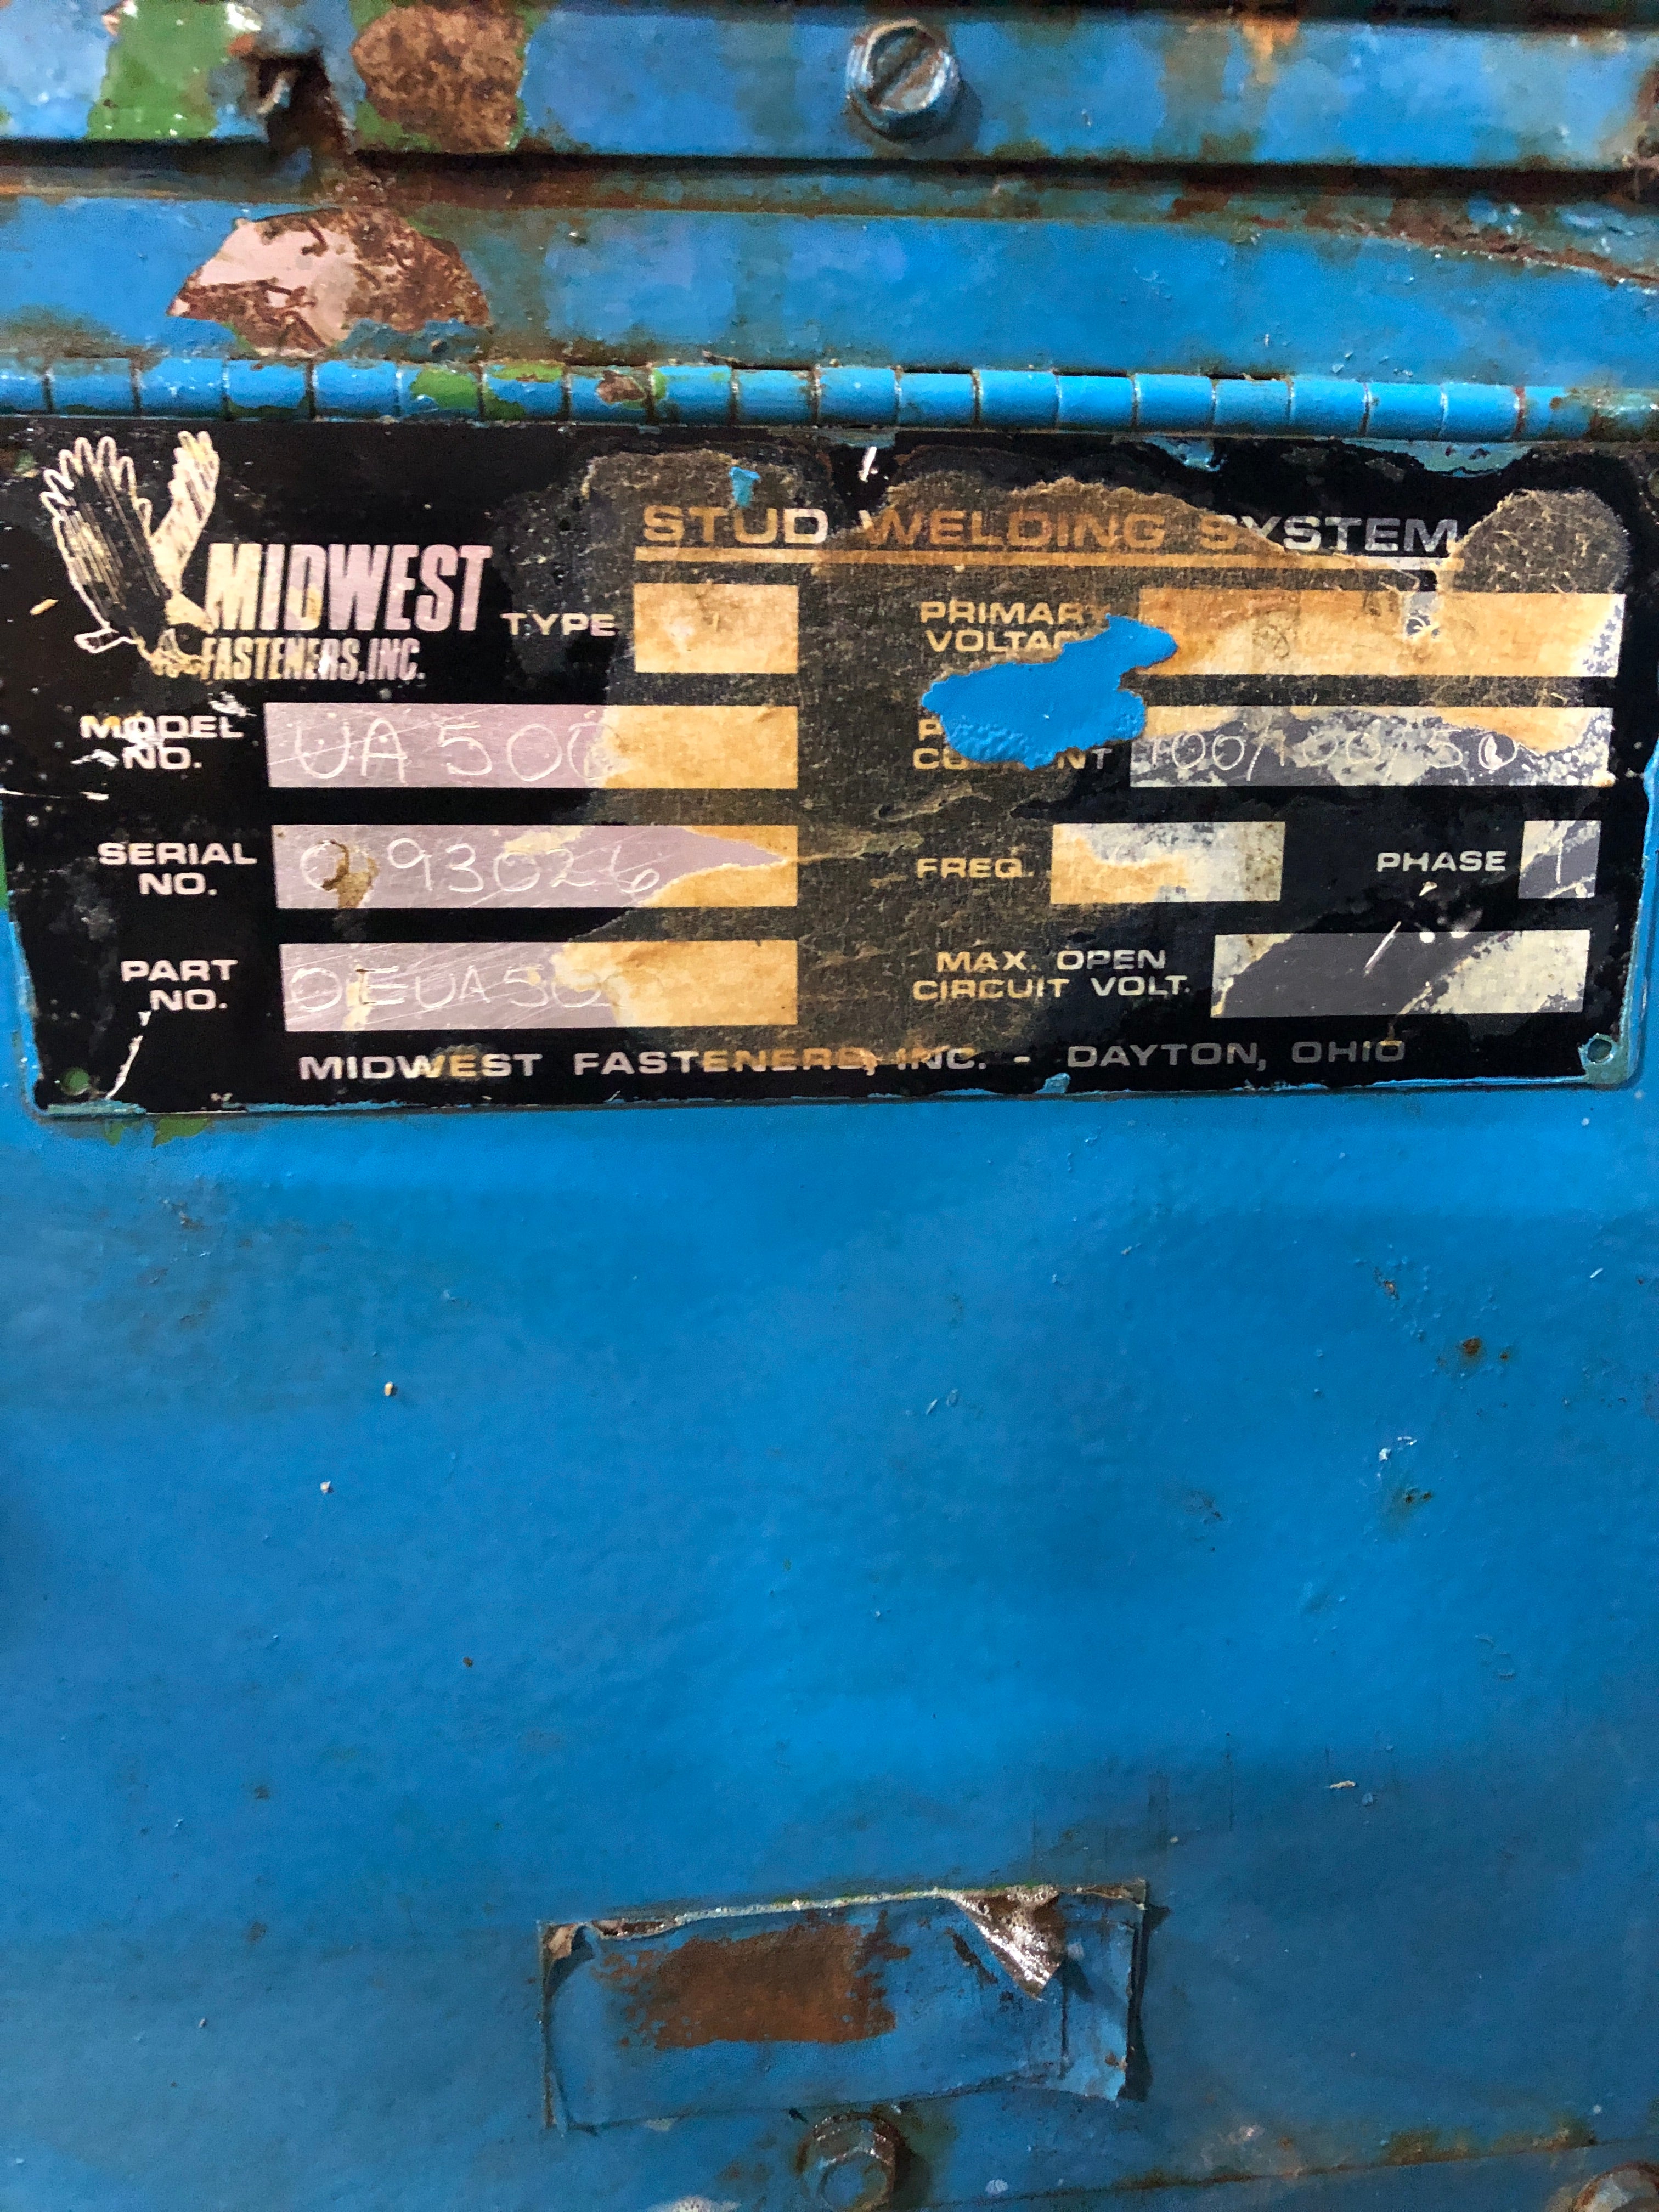 STUD WELDING SYSTEM
MIDWEST
FASTENERS, INC.
TYPE
PRIMARY
MODEL
NO.
UA 500
SERIAL
NO.
FREQ.
PHASE 1
PART
NO.
MAX. OPEN
CIRCUIT VOLT.
MIDWEST FASTENERS, INC. - DAYTON, OHIO